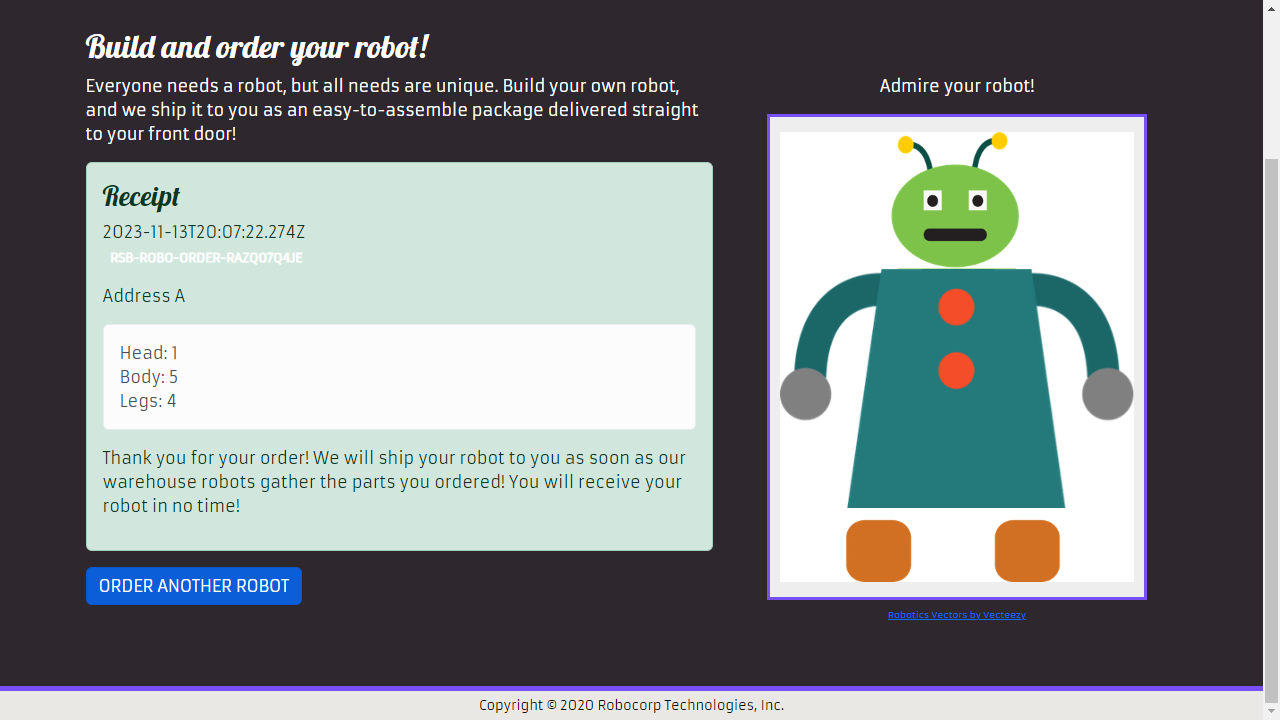 Build and order your robot!
Everyone needs a robot, but all needs are unique. Build your own robot,
and we ship it to you as an easy-to-assemble package delivered straight
to your front door!
Receipt
2023-11-13T20:07:22.274Z
RSB-ROBO-ORDER-RAZQO7Q4JE
Address A
Head: 1
Body: 5
Legs: 4
Thank you for your order! We will ship your robot to you as soon as our
warehouse robots gather the parts you ordered! You will receive your
robot in no time!
ORDER ANOTHER ROBOT
Admire your robot!
Robotics Vectors by Vecteezy
Copyright © 2020 Robocorp Technologies, Inc.